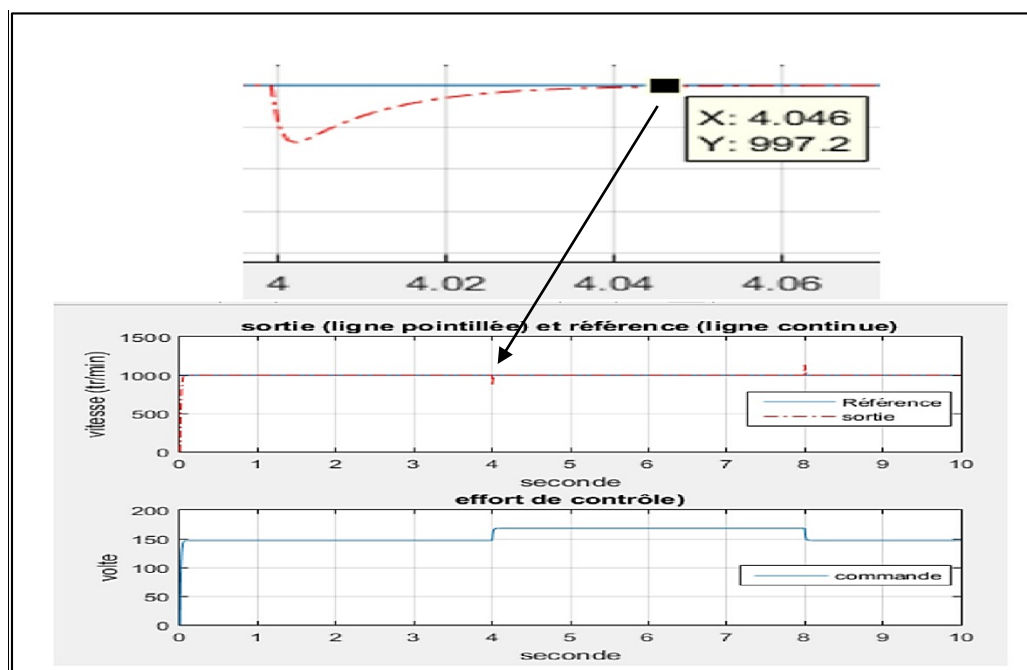 X: 4.046
Y: 997.2
4 4.02 4.04 4.06
sortie (ligne pointillée) et référence (ligne continue)
vitesse (tr/min)
1500
1000
500
0
Référence
sortie
0 1 2 3 4 5 6 7 8 9 10
seconde
effort de contrôle)
volte
200
150
100
50
0
commande
0 1 2 3 4 5 6 7 8 9 10
seconde